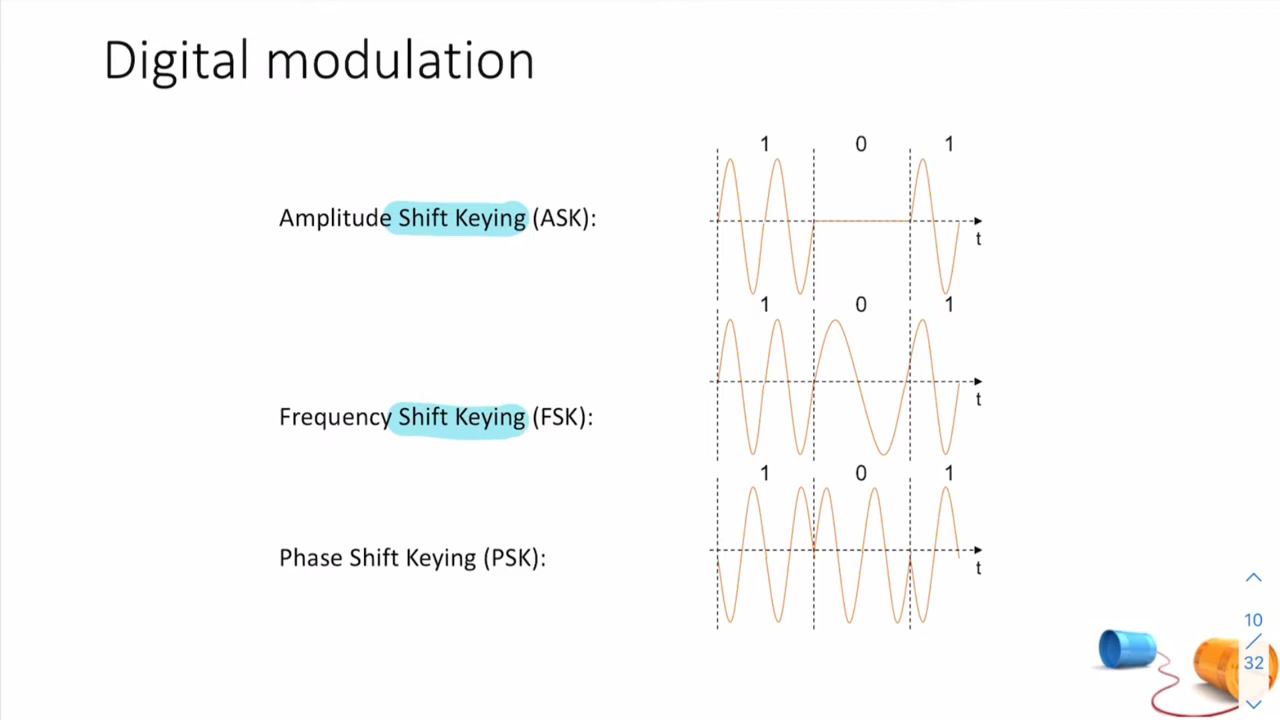 Digital modulation
1 0 1
Amplitude Shift Keying (ASK):
t
1 0 1
t
Frequency Shift Keying (FSK):
1 0 1
Phase Shift Keying (PSK):
t
10
/
32